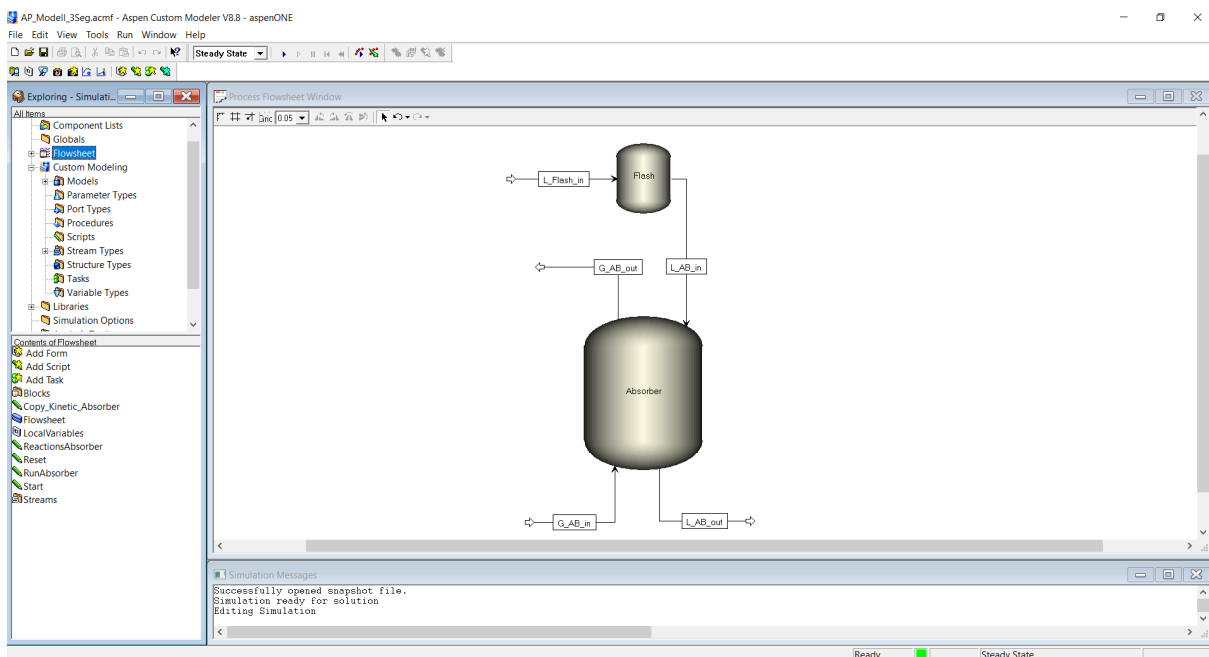 AP_Modell_3Seg.acmf - Aspen Custom Modeler V8.8 - aspenONE
File Edit View Tools Run Window Help
Steady State
Exploring - Simulati...
All Items
Component Lists
Globals
Flowsheet
Custom Modeling
Models
Parameter Types
Port Types
Procedures
Scripts
Stream Types
Structure Types
Tasks
Variable Types
Libraries
Simulation Options
Contents of Flowsheet
Add Form
Add Script
Add Task
Blocks
Copy_Kinetic_Absorber
Flowsheet
LocalVariables
ReactionsAbsorber
Reset
RunAbsorber
Start
Streams
Process Flowsheet Window
0.05
L_Flash_in
Flash
G_AB_out
L_AB_in
Absorber
G_AB_in
L_AB_out
Simulation Messages
Successfully opened snapshot file.
Simulation ready for solution
Editing Simulation
Ready
Steady State